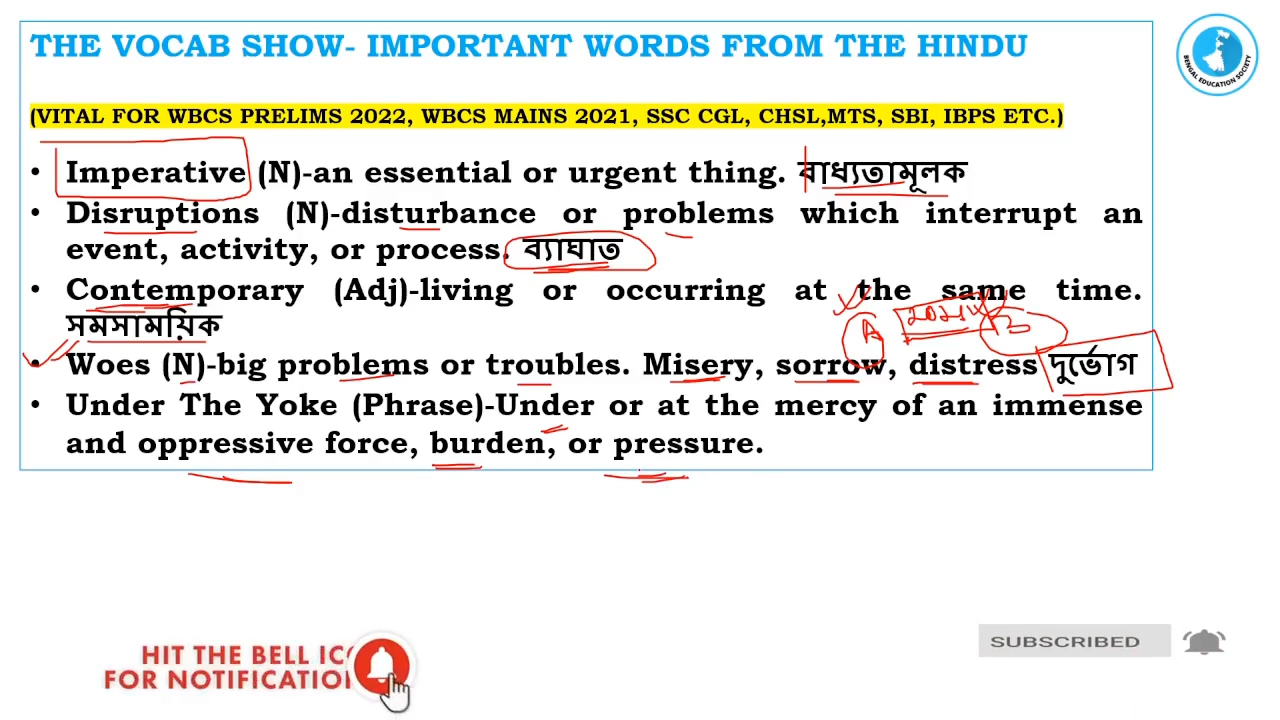 THE VOCAB SHOW- IMPORTANT WORDS FROM THE HINDU
BENGAL EDUCATION SOCIETY
(VITAL FOR WBCS PRELIMS 2022, WBCS MAINS 2021, SSC CGL, CHSL,MTS, SBI, IBPS ETC.)
• Imperative (N)-an essential or urgent thing. বাধ্যতামূলক
• Disruptions (N)-disturbance or problems which interrupt an
event, activity, or process. ব্যাঘাত
• Contemporary (Adj)-living or occurring at the same time.
সমসাময়িক
A B
• Woes (N)-big problems or troubles. Misery, sorrow, distress দুর্ভোগ
• Under The Yoke (Phrase)-Under or at the mercy of an immense
and oppressive force, burden, or pressure.
SUBSCRIBED
HIT THE BELL IC
FOR NOTIFICATION